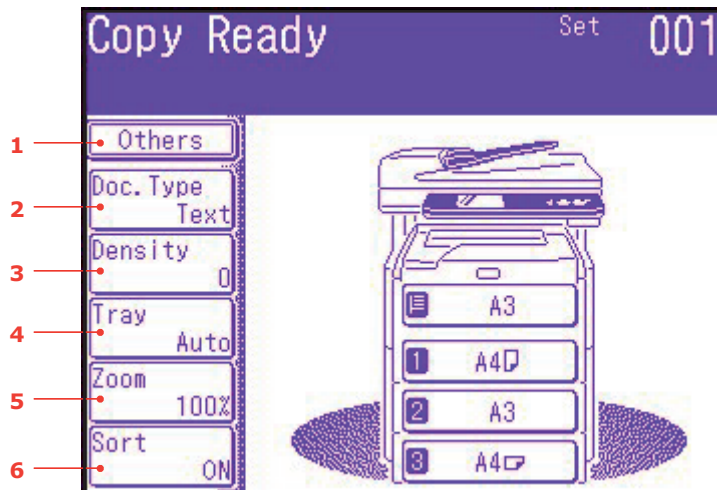 Copy Ready Set 001
1 Others
2 Doc. Type
Text
3 Density
0
4 Tray
Auto
5 Zoom
100%
6 Sort
ON
A3
1 A4
2 A3
3 A4